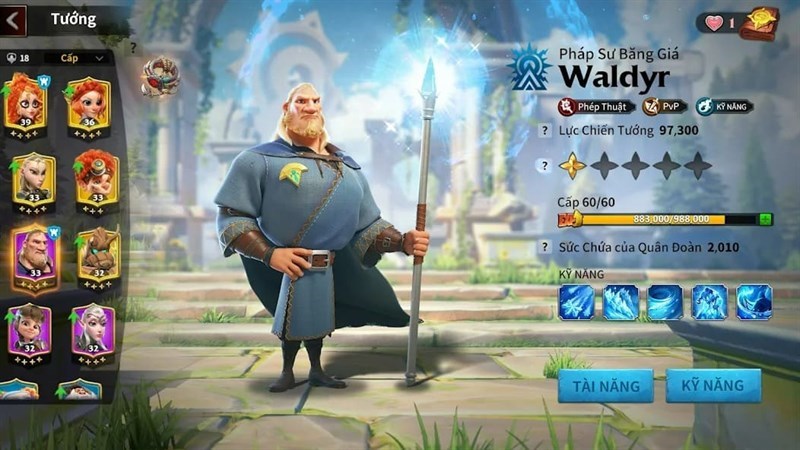 Tướng
18
Cấp
?
39
36
33
33
33
32
32
32
1
Pháp Sư Băng Giá
Waldyr
Phép Thuật PvP KỸ NĂNG
? Lực Chiến Tướng 97,300
?
Cấp 60/60
883,000/988,000
? Sức Chứa của Quân Đoàn 2,010
KỸ NĂNG
TÀI NĂNG KỸ NĂNG